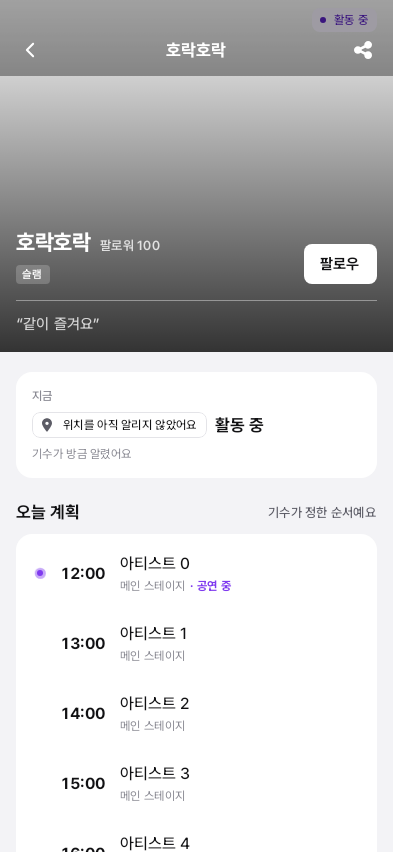 활동 중
호락호락
호락호락 팔로워 100
팔로우
슬램
“같이 즐겨요”
지금
위치를 아직 알리지 않았어요 활동 중
기수가 방금 알렸어요
오늘 계획 기수가 정한 순서예요
12:00 아티스트 0
메인 스테이지 · 공연 중
13:00 아티스트 1
메인 스테이지
14:00 아티스트 2
메인 스테이지
15:00 아티스트 3
메인 스테이지
16:00 아티스트 4